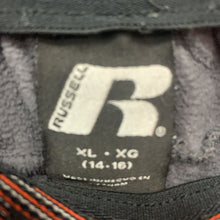 RUSSELL
R®
XL • XG
(14-16)